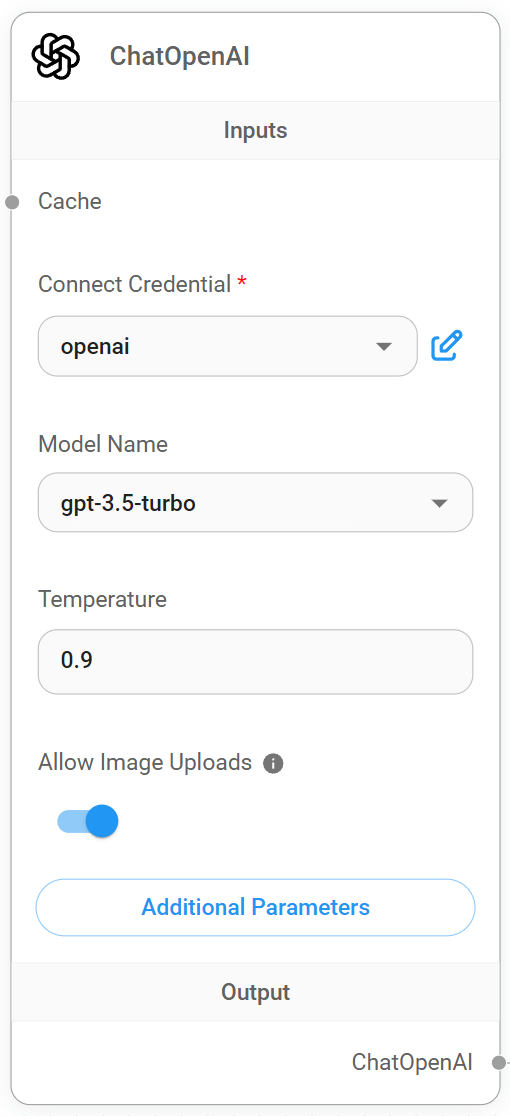 ChatOpenAI
Inputs
Cache
Connect Credential *
openai
Model Name
gpt-3.5-turbo
Temperature
0.9
Allow Image Uploads
Additional Parameters
Output
ChatOpenAI